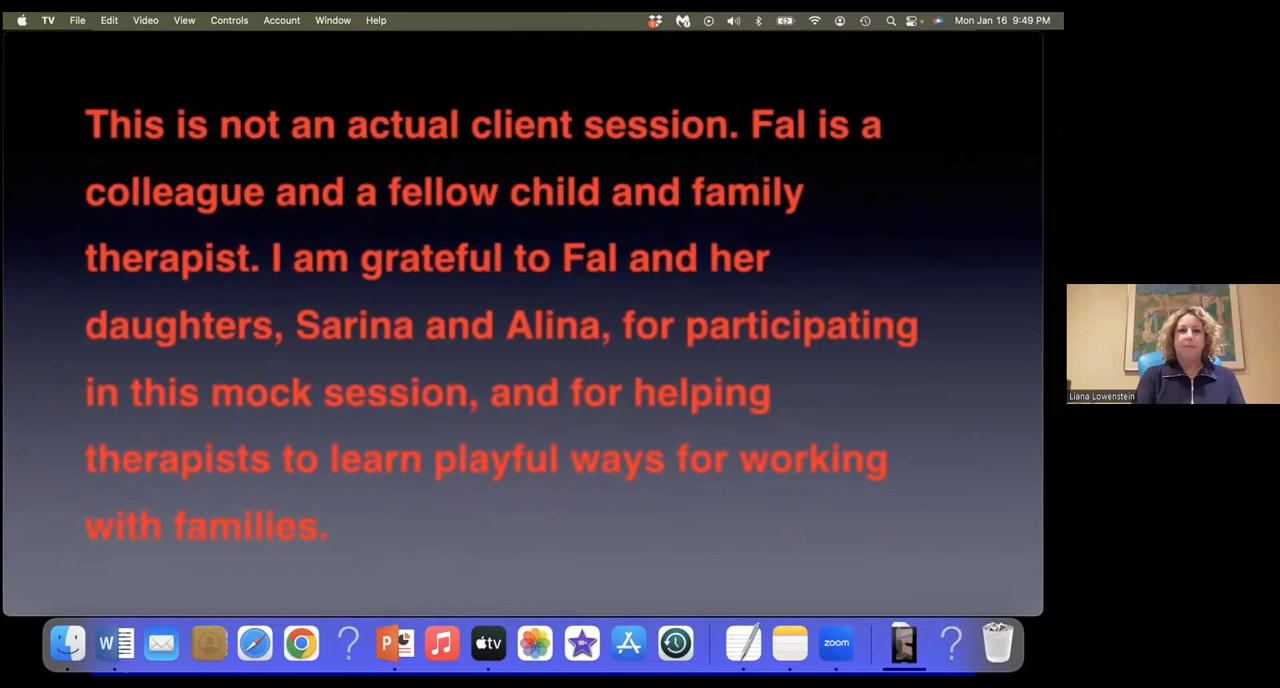 TV File Edit Video View Controls Account Window Help Mon Jan 16 9:49 PM
This is not an actual client session. Fal is a
colleague and a fellow child and family
therapist. I am grateful to Fal and her
daughters, Sarina and Alina, for participating
in this mock session, and for helping
therapists to learn playful ways for working
with families.
Liana Lowenstein
W P tv zoom